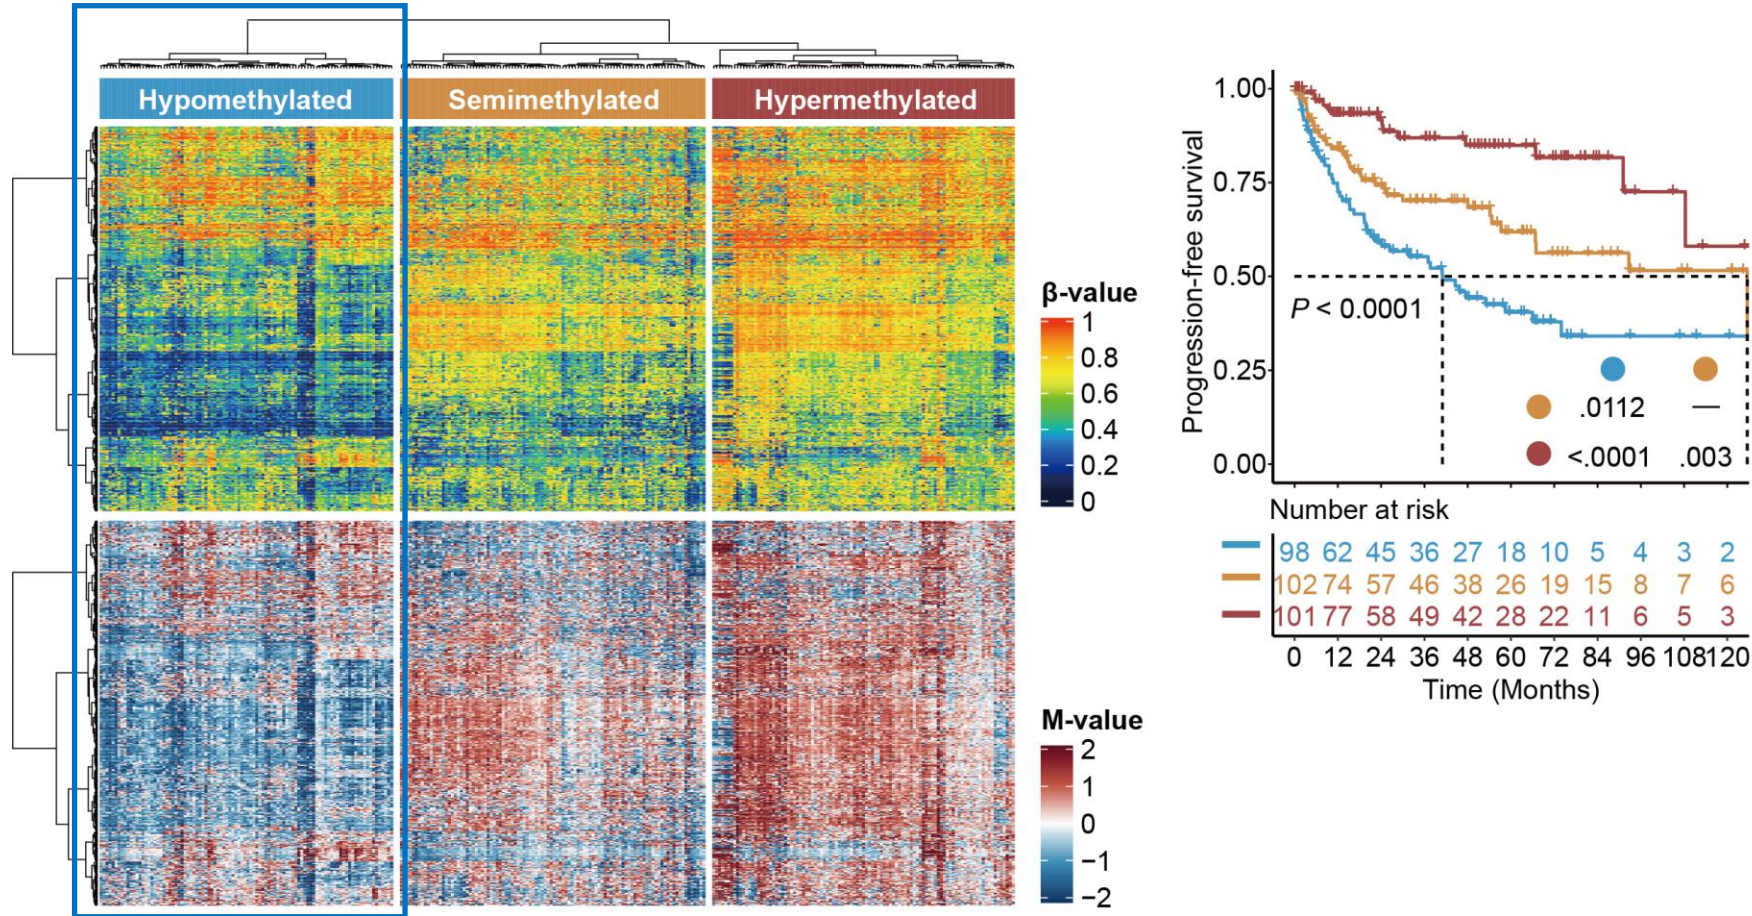 Hypomethylated
Semimethylated
Hypermethylated
β-value
1
0.8
0.6
0.4
0.2
0
M-value
2
1
0
−1
−2
Progression-free survival
1.00
0.75
0.50
0.25
0.00
P < 0.0001
.0112 —
<.0001 .003
Number at risk
98 62 45 36 27 18 10 5 4 3 2
102 74 57 46 38 26 19 15 8 7 6
101 77 58 49 42 28 22 11 6 5 3
0 12 24 36 48 60 72 84 96 108 120
Time (Months)